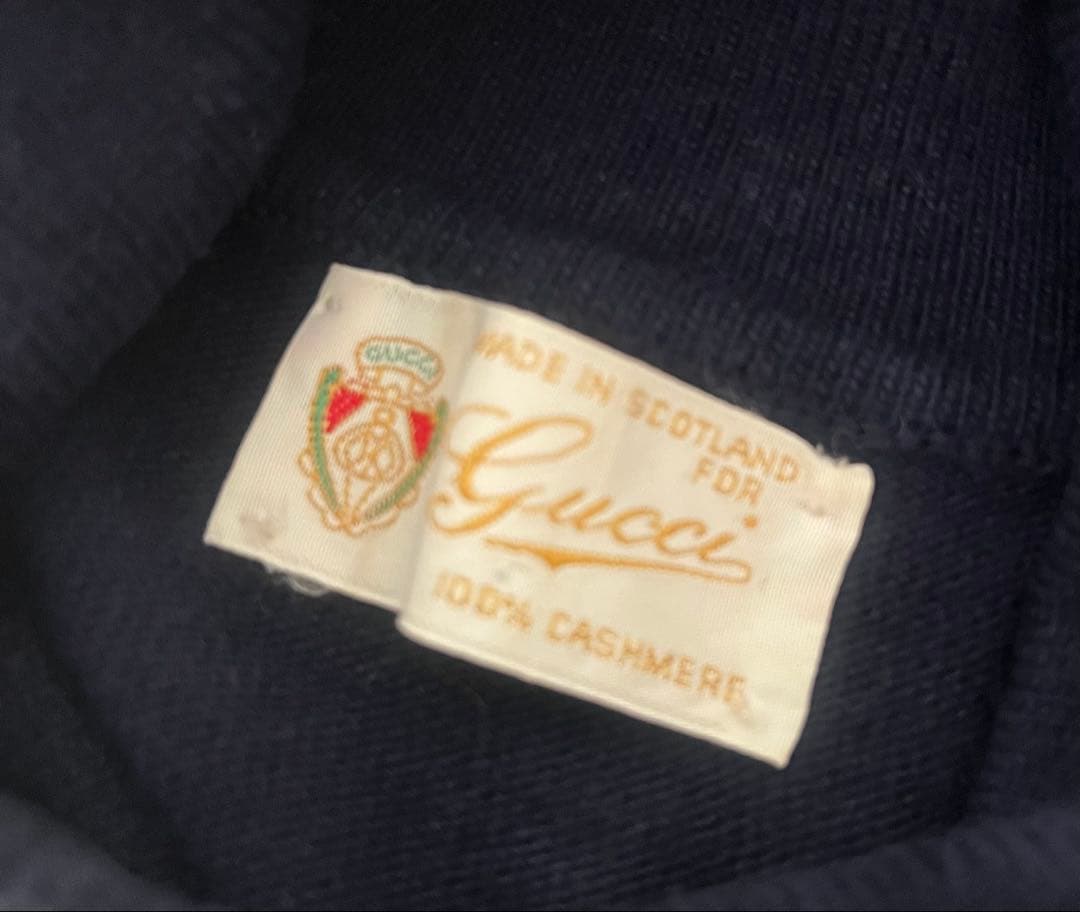 GUCCI
MADE IN SCOTLAND
FOR
Gucci
100% CASHMERE